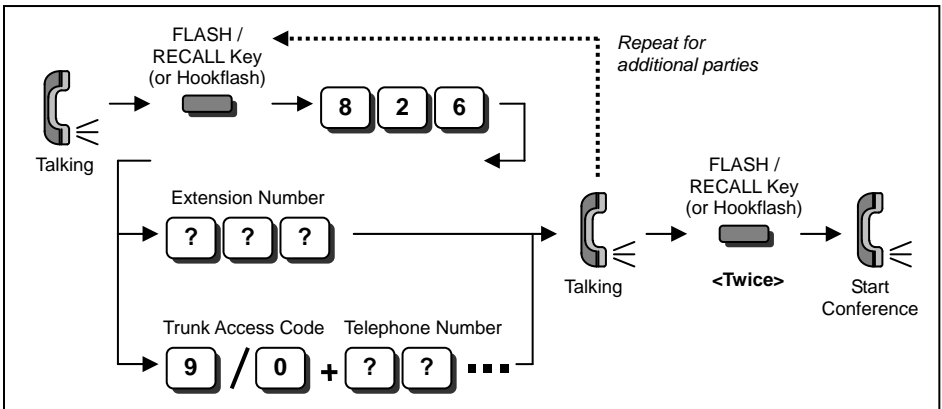 FLASH /
RECALL Key
(or Hookflash)
Repeat for
additional parties
8 2 6
Talking
Extension Number
? ? ?
FLASH /
RECALL Key
(or Hookflash)
Talking
<Twice>
Start
Conference
Trunk Access Code
Telephone Number
9 / 0 + ? ? ...